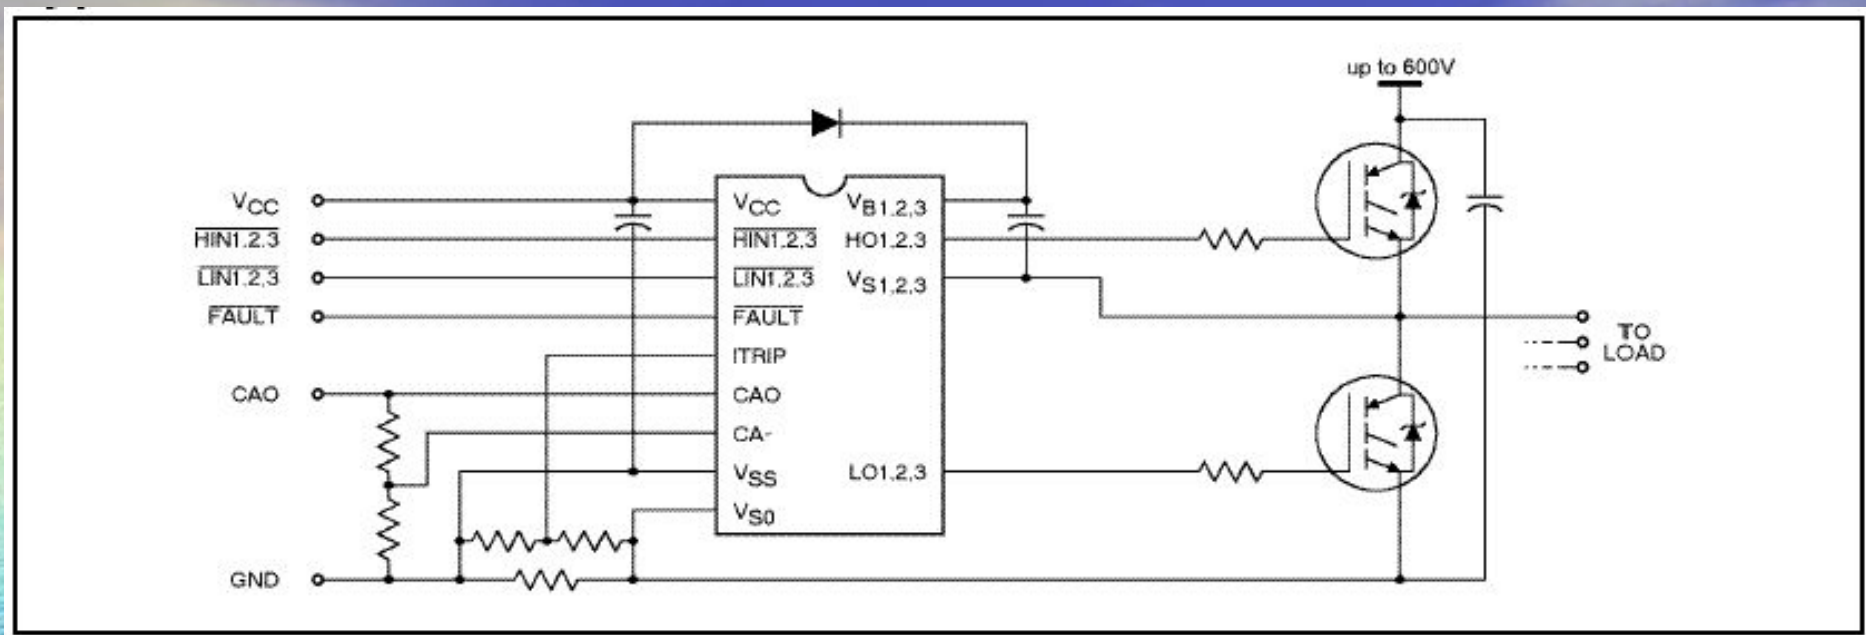 up to 600V
VCC
HIN1,2,3
LIN1,2,3
FAULT
CAO
GND
VCC
HIN1,2,3
LIN1,2,3
FAULT
ITRIP
CAO
CA-
VSS
VS0
VB1,2,3
HO1,2,3
VS1,2,3
LO1,2,3
TO
LOAD